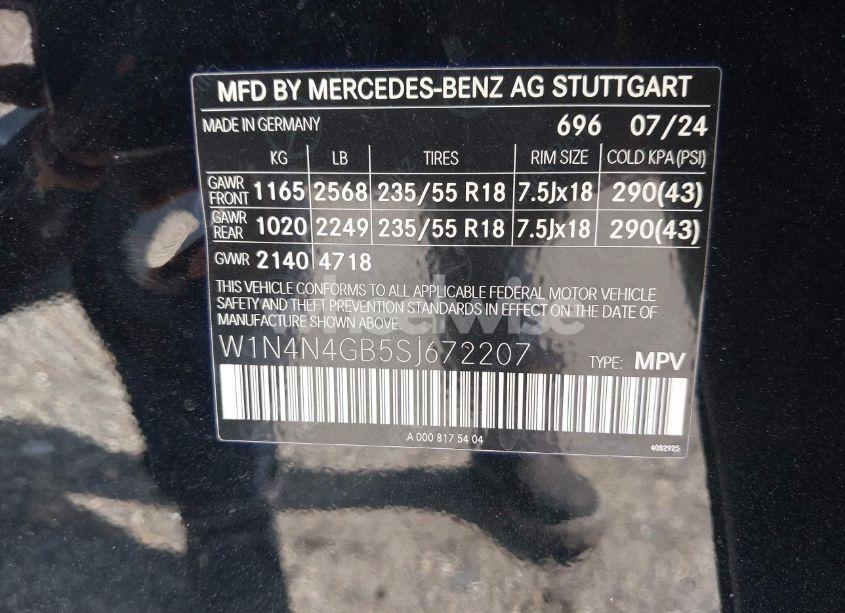 MFD BY MERCEDES-BENZ AG STUTTGART
MADE IN GERMANY 696 07/24
KG LB TIRES RIM SIZE COLD KPA (PSI)
GAWR FRONT 1165 2568 235/55 R18 7.5Jx18 290(43)
GAWR REAR 1020 2249 235/55 R18 7.5Jx18 290(43)
GVWR 2140 4718
THIS VEHICLE CONFORMS TO ALL APPLICABLE FEDERAL MOTOR VEHICLE
SAFETY AND THEFT PREVENTION STANDARDS IN EFFECT ON THE DATE OF
MANUFACTURE SHOWN ABOVE.
W1N4N4GB5SJ672207 TYPE: MPV
A 000 817 54 04
4082925